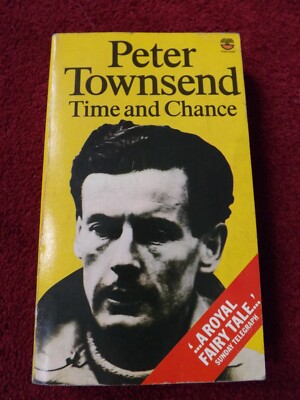 Peter
Townsend
Time and Chance
‘...A ROYAL
FAIRY TALE...’
SUNDAY TELEGRAPH